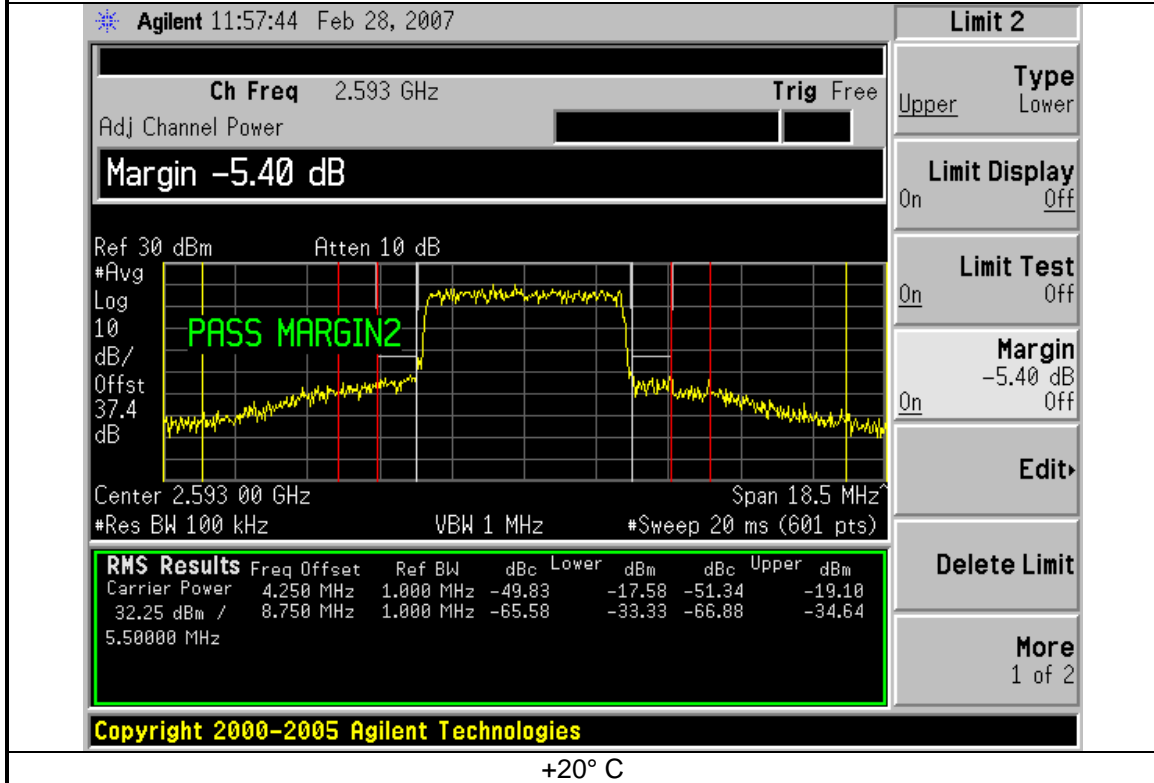 Agilent 11:57:44 Feb 28, 2007
Limit 2
Ch Freq 2.593 GHz
Trig Free
Adj Channel Power
Margin -5.40 dB
Ref 30 dBm Atten 10 dB
#Avg
Log
10
dB/
Offst
37.4
dB
PASS MARGIN2
Center 2.593 00 GHz
Span 18.5 MHz^
#Res BW 100 kHz VBW 1 MHz #Sweep 20 ms (601 pts)
RMS Results Freq Offset Ref BW dBc Lower dBm dBc Upper dBm
Carrier Power 4.250 MHz 1.000 MHz -49.83 -17.58 -51.34 -19.10
32.25 dBm / 8.750 MHz 1.000 MHz -65.58 -33.33 -66.88 -34.64
5.50000 MHz
Type
Upper Lower
Limit Display
On Off
Limit Test
On Off
Margin
-5.40 dB
On Off
Edit▸
Delete Limit
More
1 of 2
Copyright 2000-2005 Agilent Technologies
+20° C